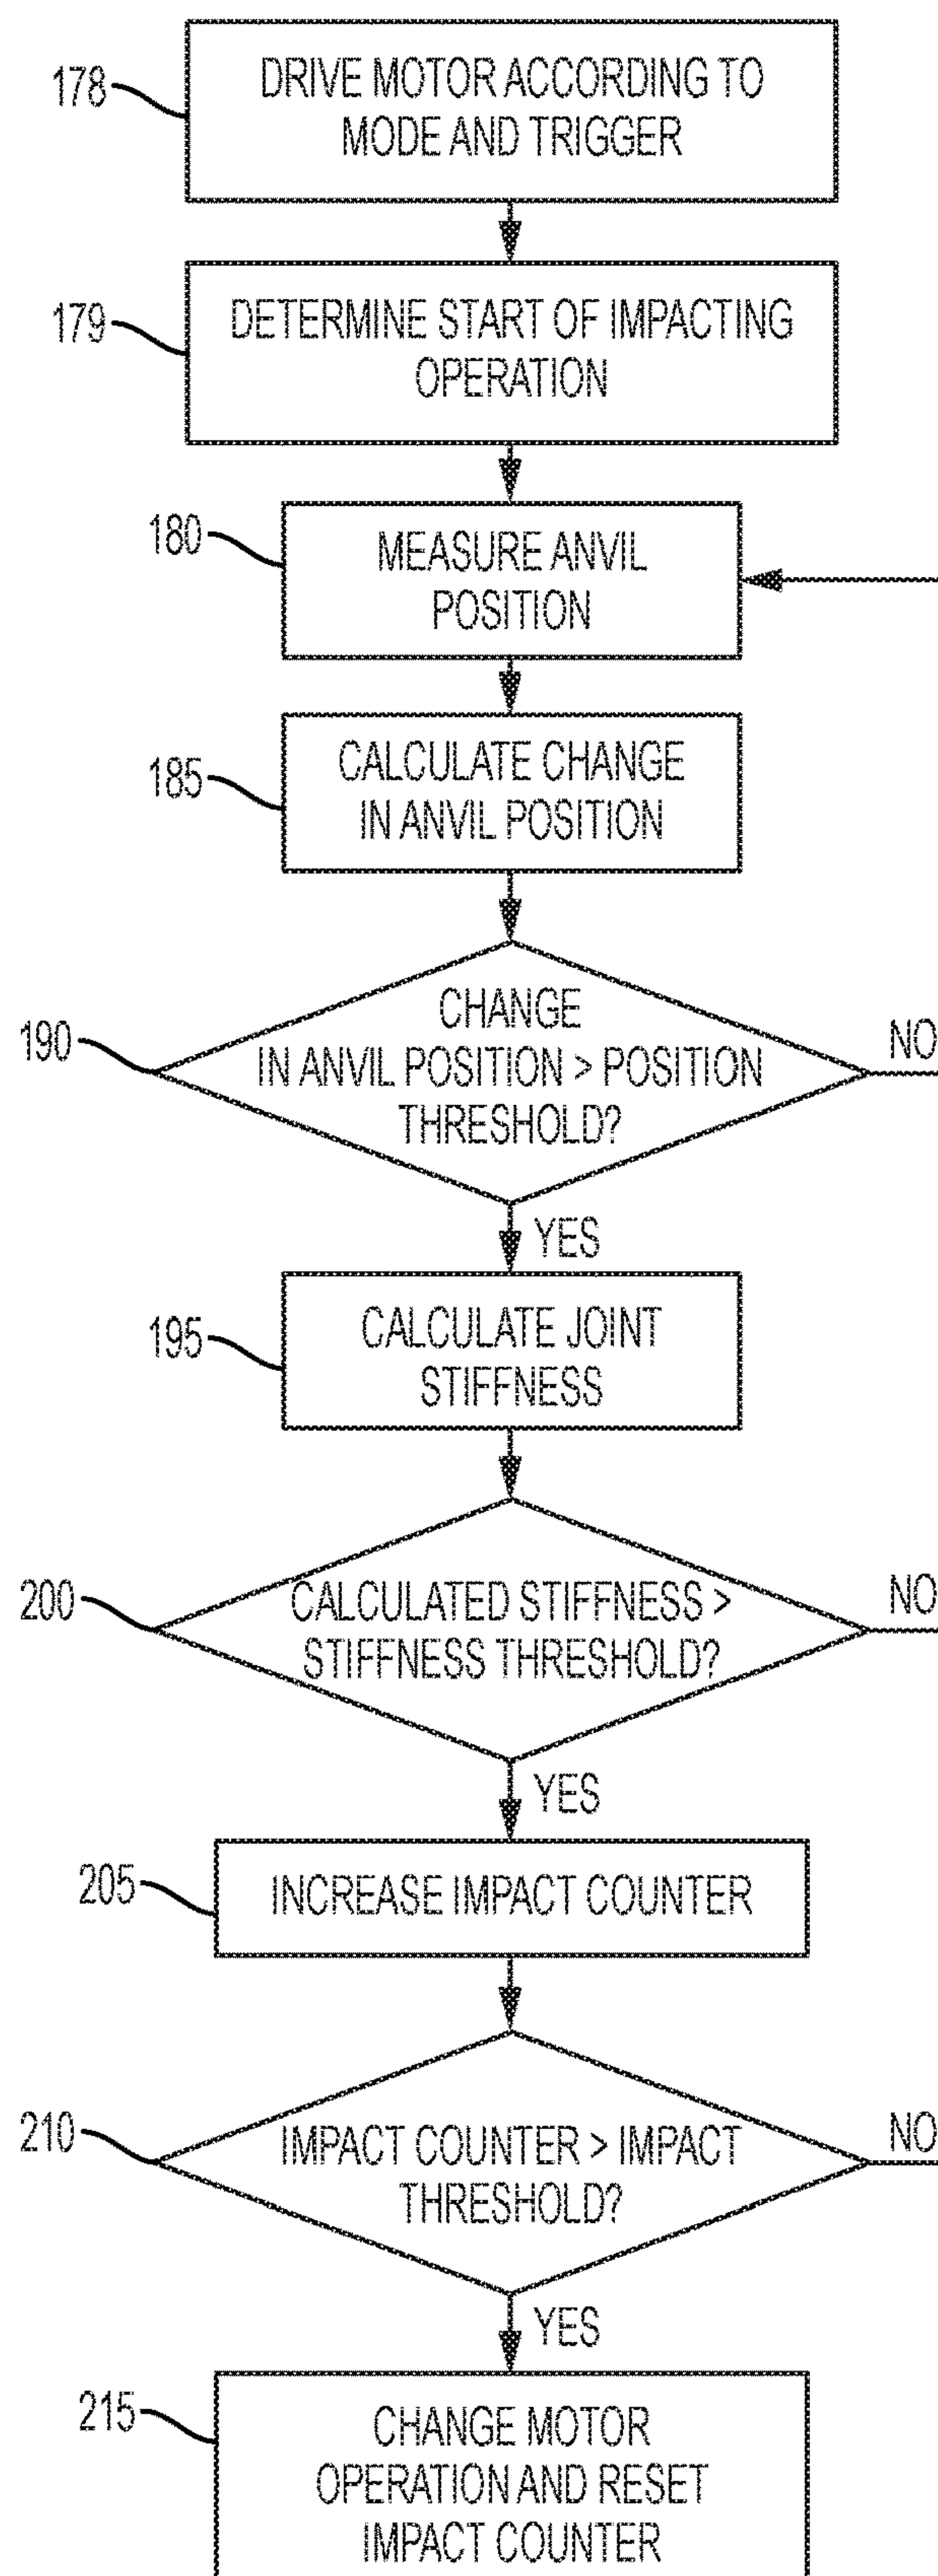 178
DRIVE MOTOR ACCORDING TO
MODE AND TRIGGER
179
DETERMINE START OF IMPACTING
OPERATION
180
MEASURE ANVIL
POSITION
185
CALCULATE CHANGE
IN ANVIL POSITION
190
CHANGE
IN ANVIL POSITION > POSITION
THRESHOLD?
NO
YES
195
CALCULATE JOINT
STIFFNESS
200
CALCULATED STIFFNESS >
STIFFNESS THRESHOLD?
NO
YES
205
INCREASE IMPACT COUNTER
210
IMPACT COUNTER > IMPACT
THRESHOLD?
NO
YES
215
CHANGE MOTOR
OPERATION AND RESET
IMPACT COUNTER